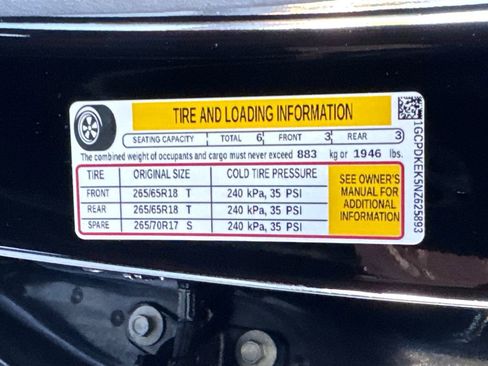 TIRE AND LOADING INFORMATION
SEATING CAPACITY TOTAL 6 FRONT 3 REAR 3
The combined weight of occupants and cargo must never exceed 883 kg or 1946 lbs.
TIRE ORIGINAL SIZE COLD TIRE PRESSURE
FRONT 265/65R18 T 240 kPa, 35 PSI
REAR 265/65R18 T 240 kPa, 35 PSI
SPARE 265/70R17 S 240 kPa, 35 PSI
SEE OWNER'S
MANUAL FOR
ADDITIONAL
INFORMATION
1GCPDKEK5NZ625893